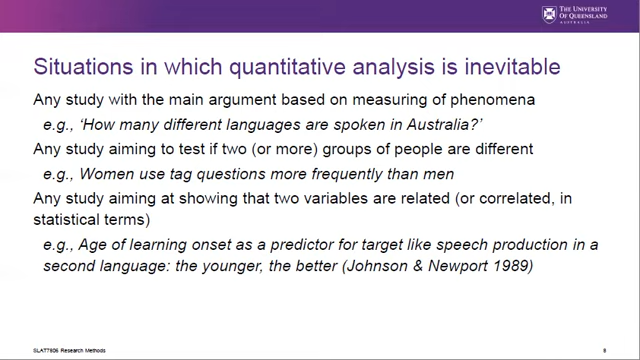 THE UNIVERSITY
OF QUEENSLAND
AUSTRALIA
Situations in which quantitative analysis is inevitable
Any study with the main argument based on measuring of phenomena
e.g., ‘How many different languages are spoken in Australia?’
Any study aiming to test if two (or more) groups of people are different
e.g., Women use tag questions more frequently than men
Any study aiming at showing that two variables are related (or correlated, in
statistical terms)
e.g., Age of learning onset as a predictor for target like speech production in a
second language: the younger, the better (Johnson & Newport 1989)
SLAT7806 Research Methods